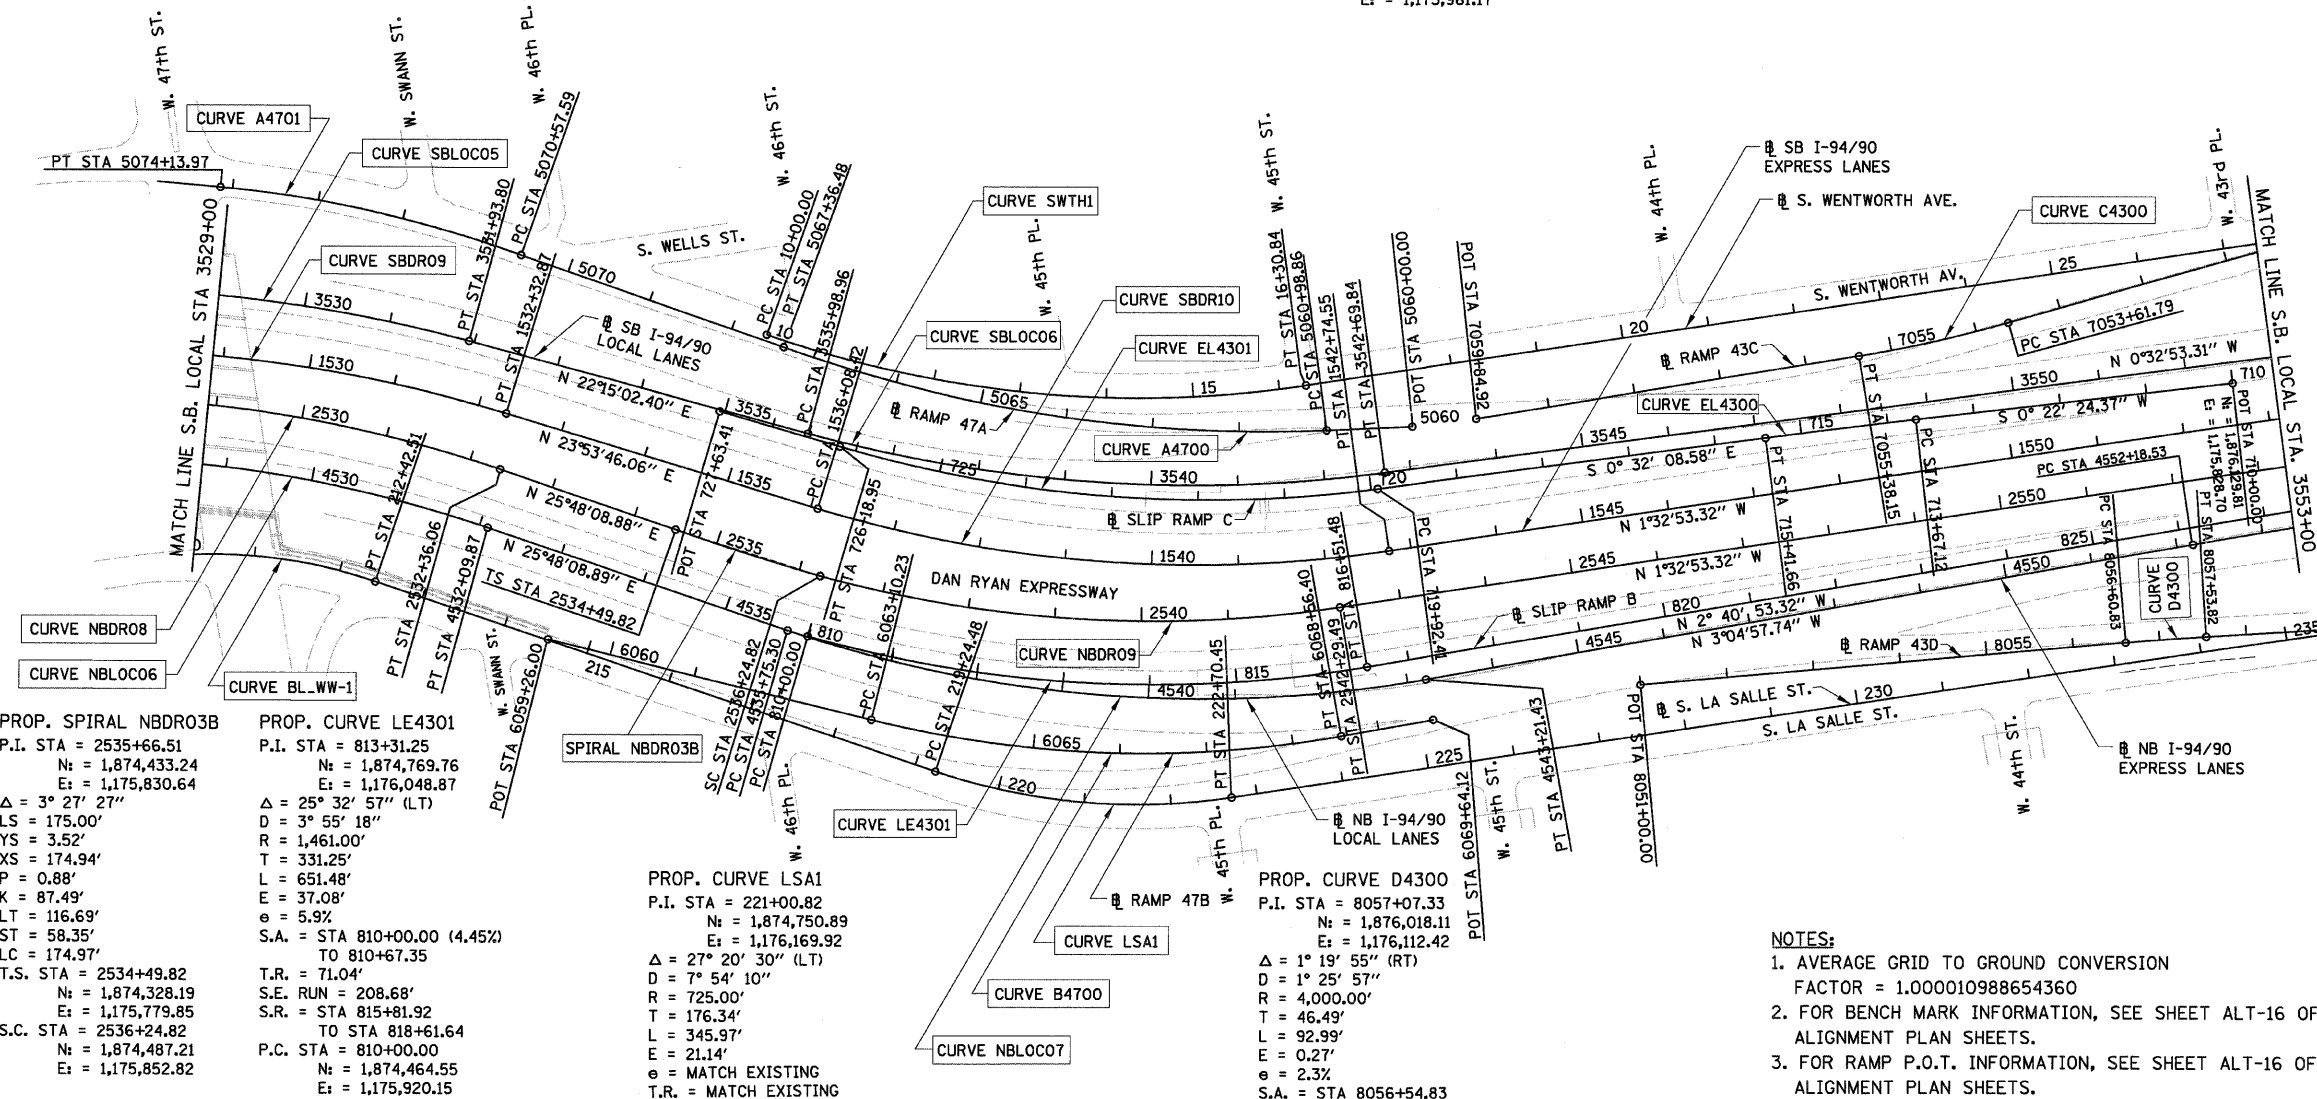 E: = 1,175,961.17
W. 47th ST.
W. SWANN ST.
W. 46th PL.
W. 46th ST.
W. 45th PL.
W. 45th ST.
W. 44th PL.
W. 43rd PL.
CURVE A4701
PT STA 5074+13.97
CURVE SBLOC05
CURVE SBDR09
PT STA 3531+93.80
PC STA 5070+57.59
PT STA 1532+32.87
5070
S. WELLS ST.
PC STA 10+00.00
PT STA 5067+36.48
10
PC STA 3535+98.96
PC STA 1536+08.42
CURVE SWTH1
CURVE SBDR10
CURVE SBLOC06
CURVE EL4301
PT STA 16+30.84
PC STA 5060+98.86
PT STA 1542+74.55
PT STA 3542+69.84
POT STA 5060+00.00
POT STA 7059+84.92
℄ SB I-94/90
EXPRESS LANES
℄ S. WENTWORTH AVE.
CURVE C4300
S. WENTWORTH AV.
25
20
15
7055
PC STA 7053+61.79
℄ RAMP 43C
N 0°32'53.31" W
3550
710
MATCH LINE S.B. LOCAL STA 3529+00
MATCH LINE S.B. LOCAL STA. 3553+00
3530
1530
2530
4530
℄ SB I-94/90
LOCAL LANES
N 22°15'02.40" E
3535
N 23°53'46.06" E
1535
PT STA 727+63.41
5065
℄ RAMP 47A
CURVE A4700
5060
725
3540
720
3545
CURVE EL4300
715
S 0° 22' 24.37" W
S 0° 32' 08.58" E
1550
PT STA 7055+38.15
PC STA 713+67.12
PT STA 715+41.66
POT STA 710+00.00
N: = 1,876,129.81
E: = 1,175,828.70
PC STA 4552+18.53
℄ SLIP RAMP C
1540
1545
N 1°32'53.32" W
2550
PC STA 719+92.41
PT STA 212+42.51
PT STA 2532+36.06
PT STA 4532+09.87
N 25°48'08.88" E
N 25°48'08.89" E
TS STA 2534+49.82
POT STA
2535
4535
PT STA 726+18.95
DAN RYAN EXPRESSWAY
2540
2545
N 1°32'53.32" W
825
4550
PC STA 8056+60.83
PT STA 8057+53.82
CURVE
D4300
℄ SLIP RAMP B
820
N 2° 40' 53.32" W
4545
N 3°04'57.74" W
℄ RAMP 43D
8055
235
CURVE NBDR08
CURVE NBLOC06
CURVE BL_WW-1
W. SWANN ST.
POT STA 6059+26.00
6060
215
810
SC STA 2536+24.82
PC STA 4535+75.30
PC STA 810+00.00
PC STA 6063+10.23
PC STA 219+24.48
CURVE NBDR09
815
4540
PT STA 222+70.45
PT STA 6068+56.40
PT STA 816+51.48
PT STA 2542+29.49
℄ S. LA SALLE ST.
230
S. LA SALLE ST.
SPIRAL NBDR03B
6065
220
225
CURVE LE4301
℄ NB I-94/90
LOCAL LANES
℄ RAMP 47B
CURVE LSA1
CURVE B4700
CURVE NBLOC07
W. 46th PL.
W. 45th PL.
POT STA 6069+64.12
W. 45th ST.
PT STA 4543+21.43
POT STA 8051+00.00
W. 44th ST.
℄ NB I-94/90
EXPRESS LANES
PROP. SPIRAL NBDR03B
P.I. STA = 2535+66.51
N: = 1,874,433.24
E: = 1,175,830.64
Δ = 3° 27' 27"
LS = 175.00'
YS = 3.52'
XS = 174.94'
P = 0.88'
K = 87.49'
LT = 116.69'
ST = 58.35'
LC = 174.97'
T.S. STA = 2534+49.82
N: = 1,874,328.19
E: = 1,175,779.85
S.C. STA = 2536+24.82
N: = 1,874,487.21
E: = 1,175,852.82
PROP. CURVE LE4301
P.I. STA = 813+31.25
N: = 1,874,769.76
E: = 1,176,048.87
Δ = 25° 32' 57" (LT)
D = 3° 55' 18"
R = 1,461.00'
T = 331.25'
L = 651.48'
E = 37.08'
e = 5.9%
S.A. = STA 810+00.00 (4.45%)
TO 810+67.35
T.R. = 71.04'
S.E. RUN = 208.68'
S.R. = STA 815+81.92
TO STA 818+61.64
P.C. STA = 810+00.00
N: = 1,874,464.55
E: = 1,175,920.15
PROP. CURVE LSA1
P.I. STA = 221+00.82
N: = 1,874,750.89
E: = 1,176,169.92
Δ = 27° 20' 30" (LT)
D = 7° 54' 10"
R = 725.00'
T = 176.34'
L = 345.97'
E = 21.14'
e = MATCH EXISTING
T.R. = MATCH EXISTING
PROP. CURVE D4300
P.I. STA = 8057+07.33
N: = 1,876,018.11
E: = 1,176,112.42
Δ = 1° 19' 55" (RT)
D = 1° 25' 57"
R = 4,000.00'
T = 46.49'
L = 92.99'
E = 0.27'
e = 2.3%
S.A. = STA 8056+54.83
NOTES:
1. AVERAGE GRID TO GROUND CONVERSION
FACTOR = 1.000010988654360
2. FOR BENCH MARK INFORMATION, SEE SHEET ALT-16 OF
ALIGNMENT PLAN SHEETS.
3. FOR RAMP P.O.T. INFORMATION, SEE SHEET ALT-16 OF
ALIGNMENT PLAN SHEETS.